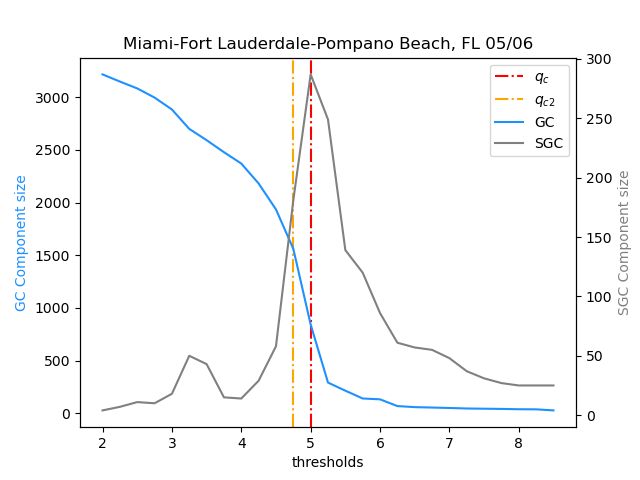 Miami-Fort Lauderdale-Pompano Beach, FL 05/06
GC Component size
3000
2500
2000
1500
1000
500
0
2
3
4
5
6
7
8
thresholds
300
250
200
150
100
50
0
SGC Component size
q_c
q_c2
GC
SGC